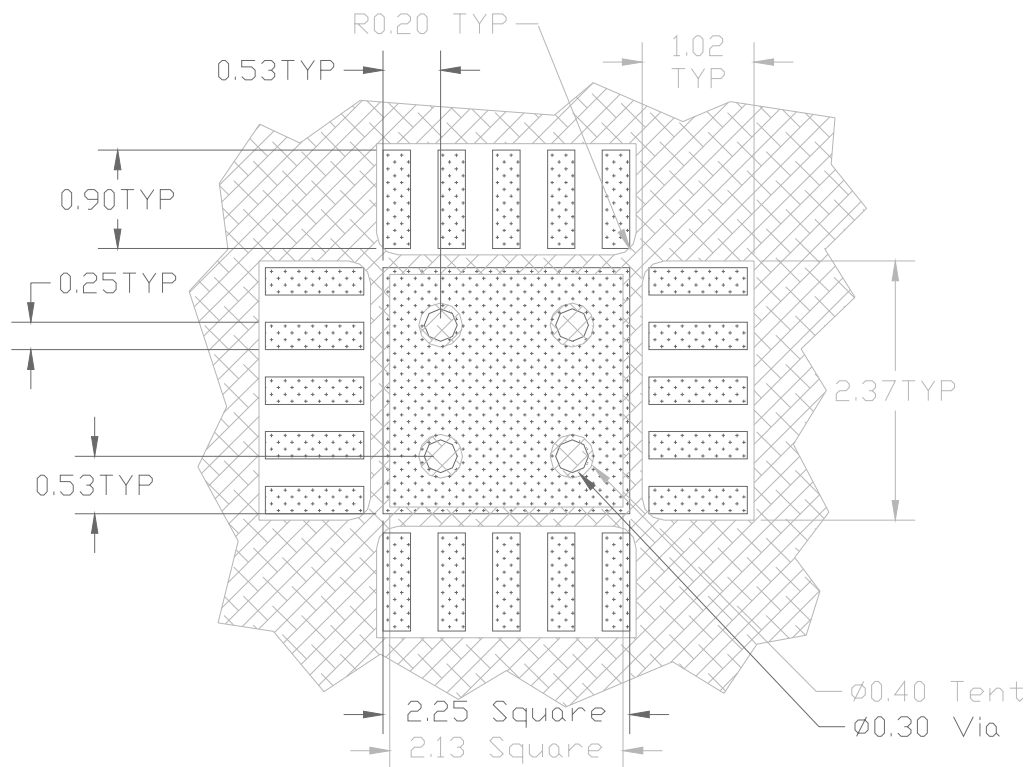 R0.20 TYP
1.02
TYP
0.53TYP
0.90TYP
0.25TYP
2.37TYP
0.53TYP
ø0.40 Tent
2.25 Square
ø0.30 Via
2.13 Square